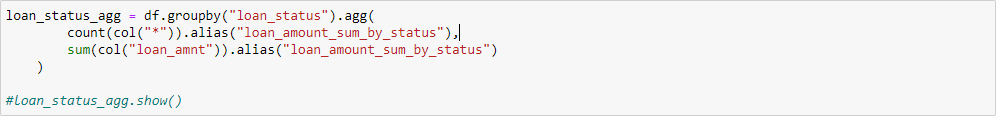 loan_status_agg = df.groupby("loan_status").agg(
        count(col("*")).alias("loan_amount_sum_by_status"),
        sum(col("loan_amnt")).alias("loan_amount_sum_by_status")
    )
#loan_status_agg.show()